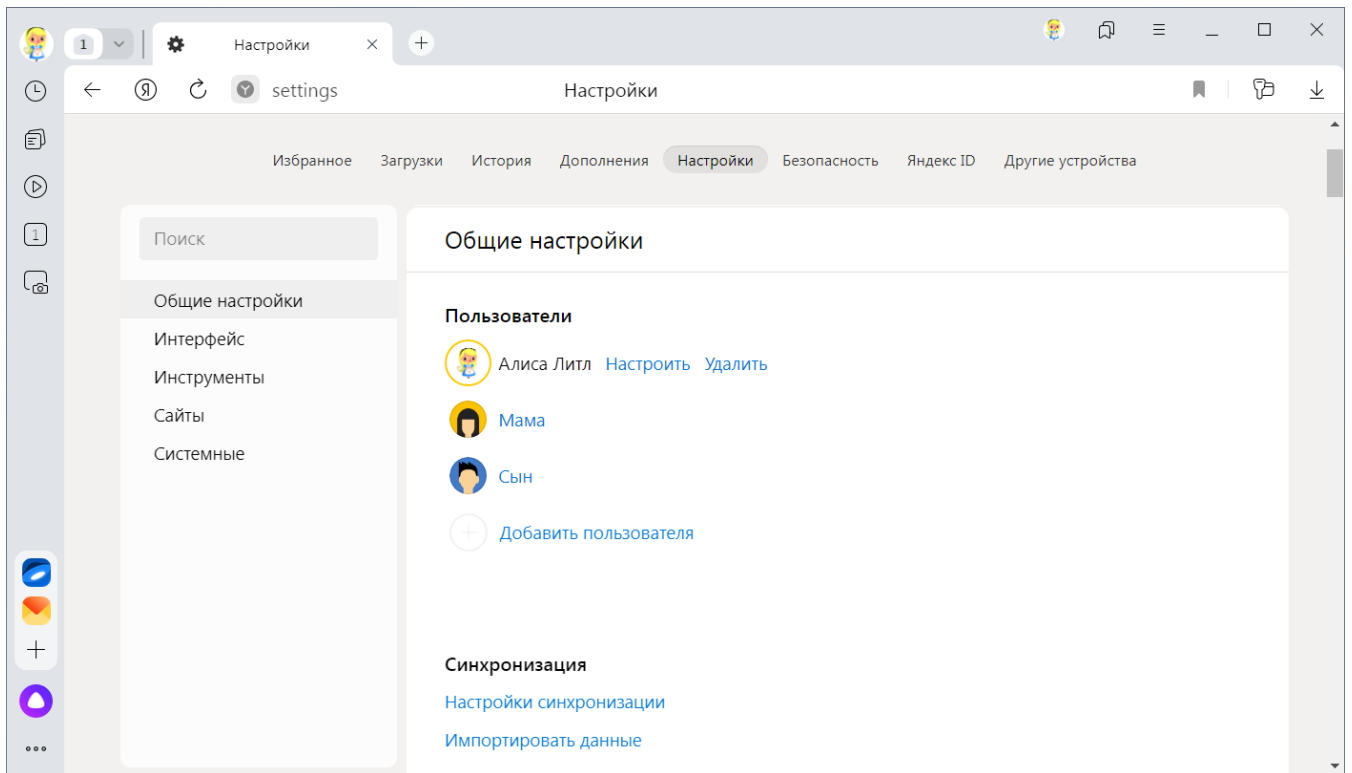 1
Настройки
Я
settings
Настройки
1
Избранное Загрузки История Дополнения Настройки Безопасность Яндекс ID Другие устройства
Поиск
Общие настройки
Интерфейс
Инструменты
Сайты
Системные
Общие настройки
Пользователи
Алиса Литл Настроить Удалить
Мама
Сын
Добавить пользователя
Синхронизация
Настройки синхронизации
Импортировать данные